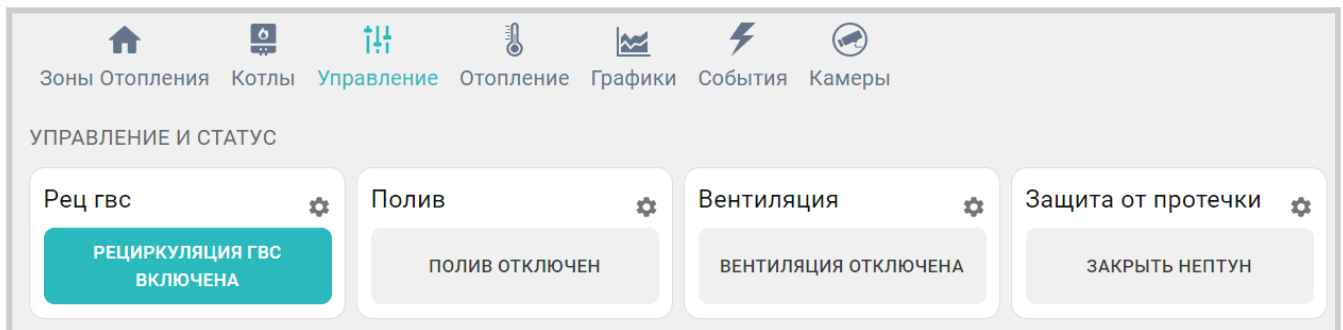 Зоны Отопления Котлы Управление Отопление Графики События Камеры
УПРАВЛЕНИЕ И СТАТУС
Рец гвс
РЕЦИРКУЛЯЦИЯ ГВС
ВКЛЮЧЕНА
Полив
ПОЛИВ ОТКЛЮЧЕН
Вентиляция
ВЕНТИЛЯЦИЯ ОТКЛЮЧЕНА
Защита от протечки
ЗАКРЫТЬ НЕПТУН